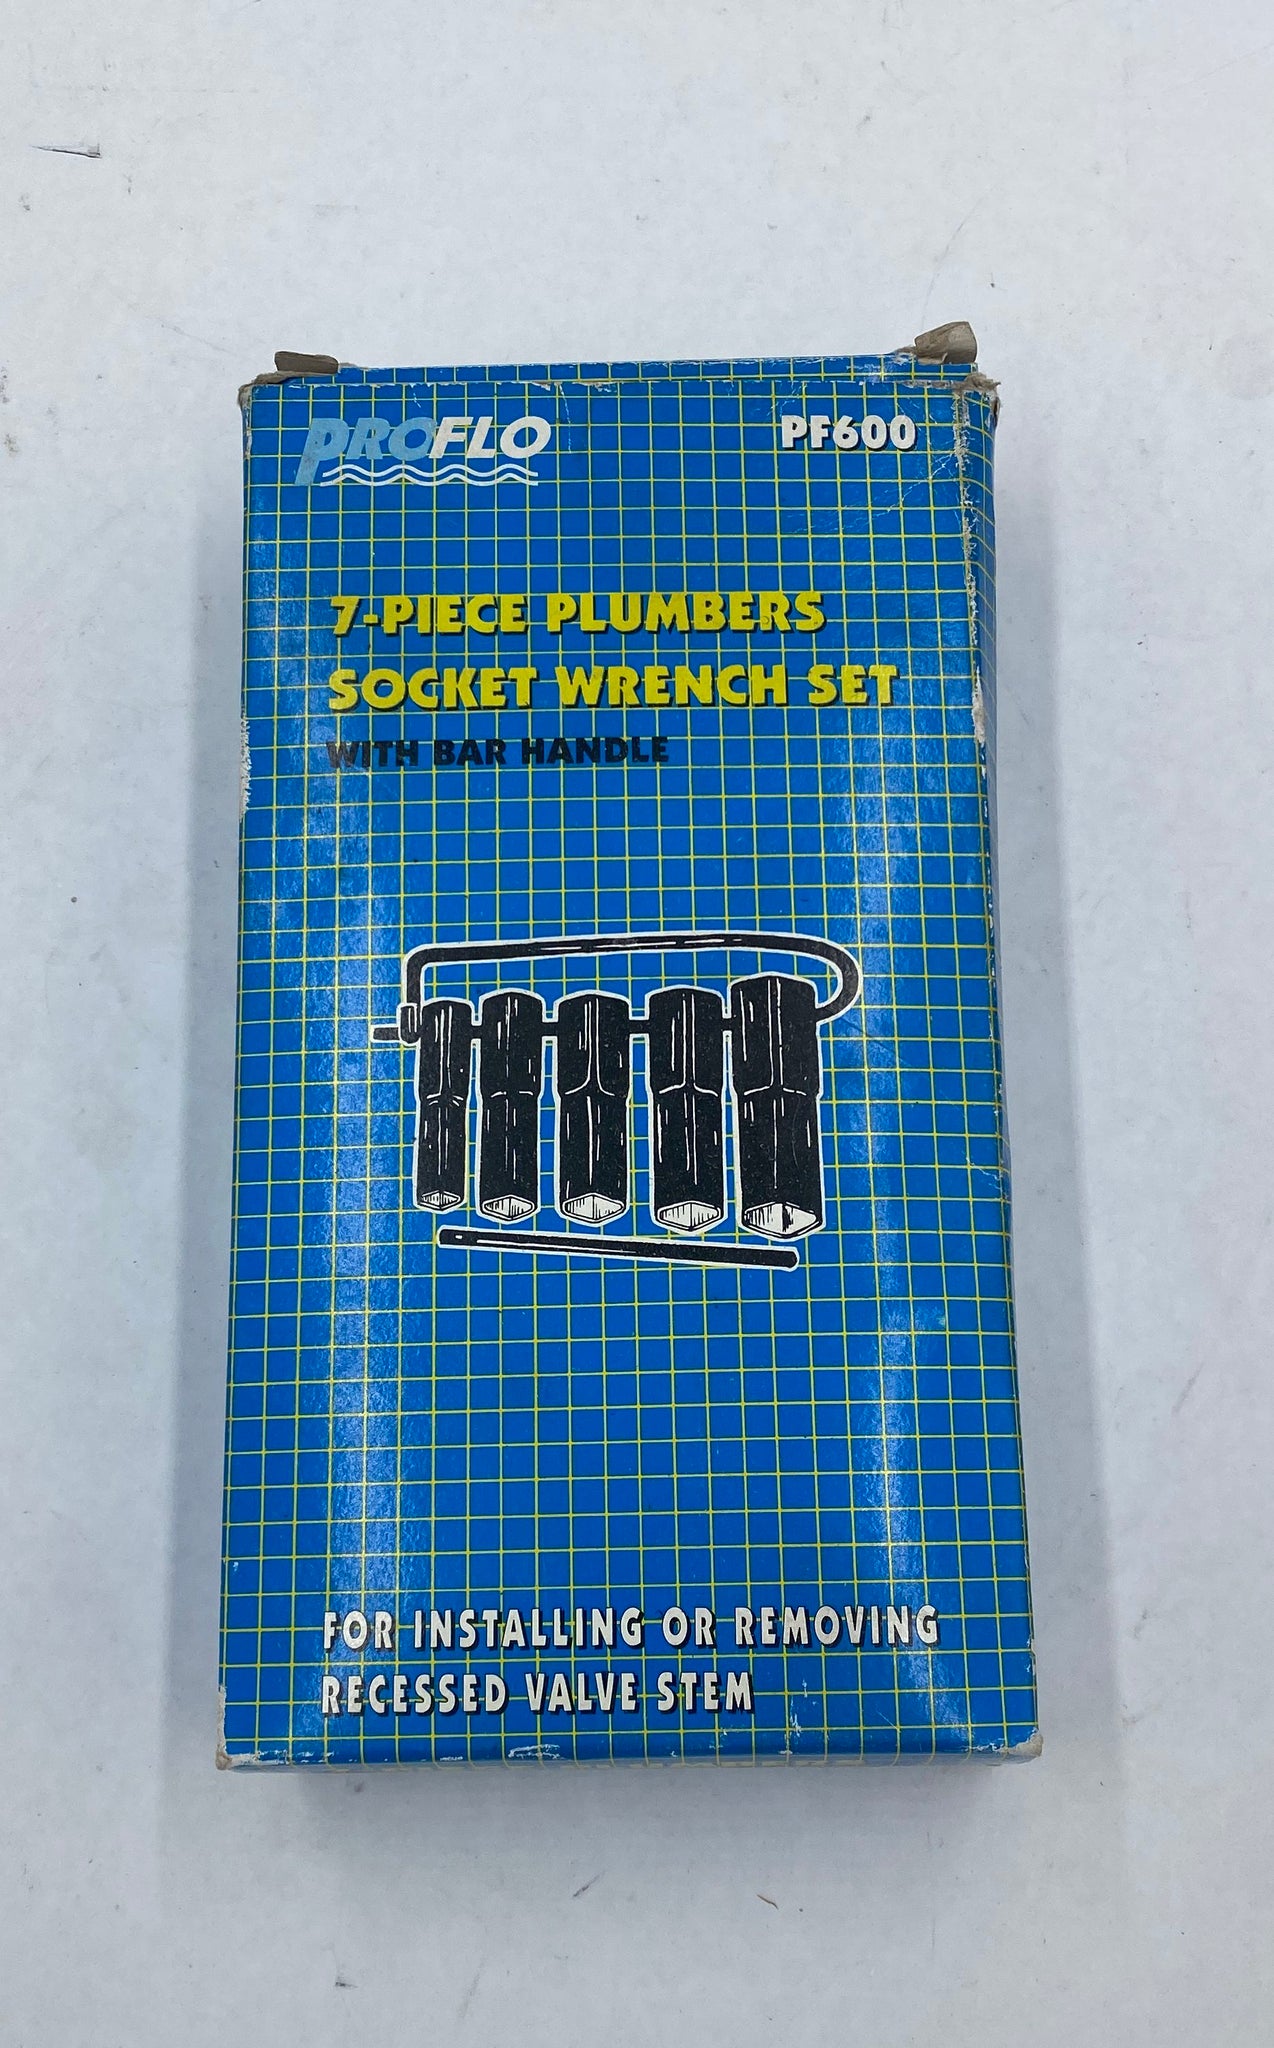 PROFLO
PF600
7-PIECE PLUMBERS
SOCKET WRENCH SET
WITH BAR HANDLE
FOR INSTALLING OR REMOVING
RECESSED VALVE STEM